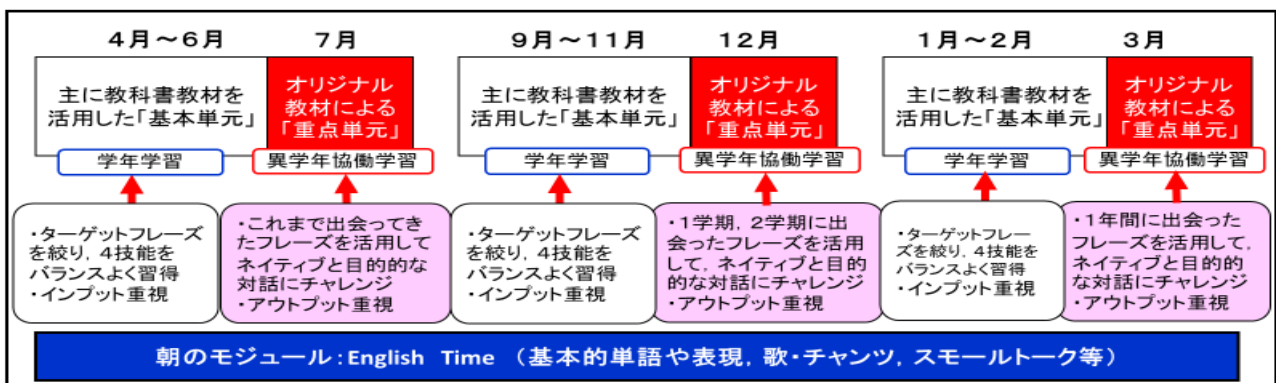 4月～6月
7月
9月～11月
12月
1月～2月
3月
主に教科書教材を
活用した「基本単元」
オリジナル
教材による
「重点単元」
主に教科書教材を
活用した「基本単元」
オリジナル
教材による
「重点単元」
主に教科書教材を
活用した「基本単元」
オリジナル
教材による
「重点単元」
学年学習
異学年協働学習
学年学習
異学年協働学習
学年学習
異学年協働学習
・ターゲットフレーズ
を絞り，4技能を
バランスよく習得
・インプット重視
・これまで出会ってき
たフレーズを活用して
ネイティブと目的的な
対話にチャレンジ
・アウトプット重視
・ターゲットフレーズ
を絞り，4技能を
バランスよく習得
・インプット重視
・1学期，2学期に出
会ったフレーズを活用
して，ネイティブと目的
的な対話にチャレンジ
・アウトプット重視
・ターゲットフレー
ズを絞り，4技能を
バランスよく習得
・インプット重視
・1年間に出会った
フレーズを活用して，
ネイティブと目的的
な対話にチャレンジ
・アウトプット重視
朝のモジュール：English Time （基本的単語や表現，歌・チャンツ，スモールトーク等）